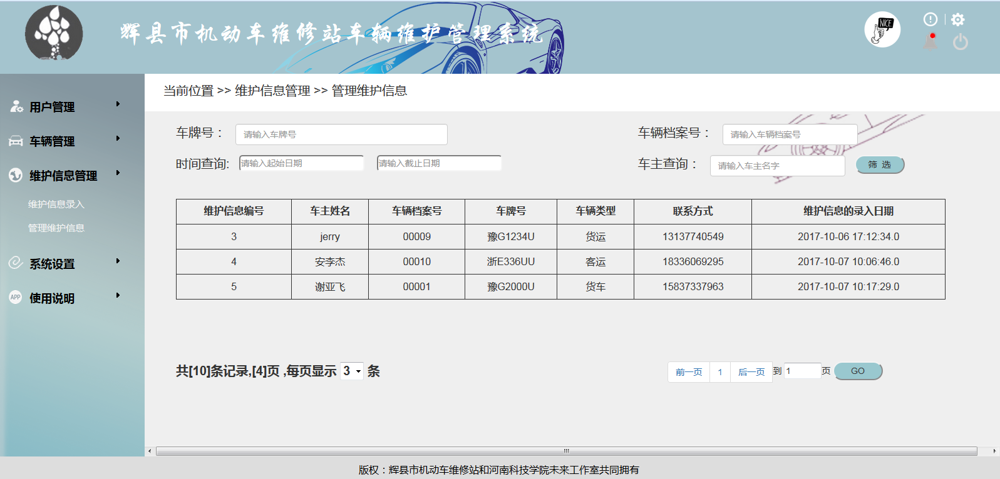 辉县市机动车维修站车辆维护管理系统
NICE
用户管理
车辆管理
维护信息管理
维护信息录入
管理维护信息
系统设置
APP 使用说明
当前位置 >> 维护信息管理 >> 管理维护信息
车牌号： 请输入车牌号 车辆档案号： 请输入车辆档案号
时间查询: 请输入起始日期 请输入截止日期 车主查询： 请输入车主名字 筛 选
维护信息编号 车主姓名 车辆档案号 车牌号 车辆类型 联系方式 维护信息的录入日期
3 jerry 00009 豫G1234U 货运 13137740549 2017-10-06 17:12:34.0
4 安李杰 00010 浙E336UU 客运 18336069295 2017-10-07 10:06:46.0
5 谢亚飞 00001 豫G2000U 货车 15837337963 2017-10-07 10:17:29.0
共[10]条记录,[4]页 ,每页显示 3 条 前一页 1 后一页 到 1 页 GO
版权：辉县市机动车维修站和河南科技学院未来工作室共同拥有